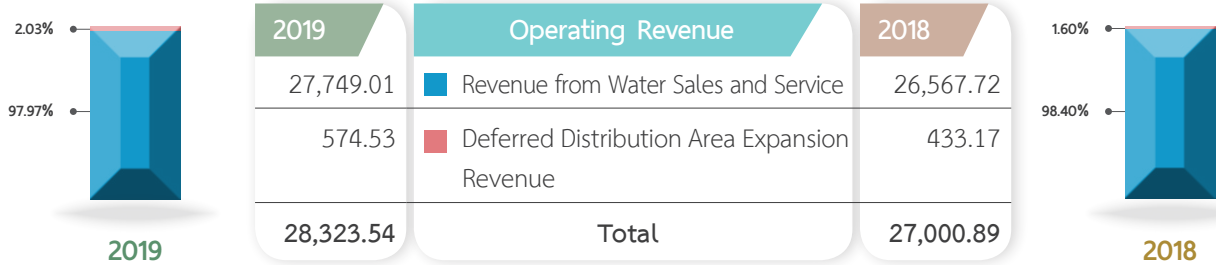 2.03%
97.97%
2019
2019 Operating Revenue 2018
27,749.01 Revenue from Water Sales and Service 26,567.72
574.53 Deferred Distribution Area Expansion 433.17
Revenue
28,323.54 Total 27,000.89
1.60%
98.40%
2018